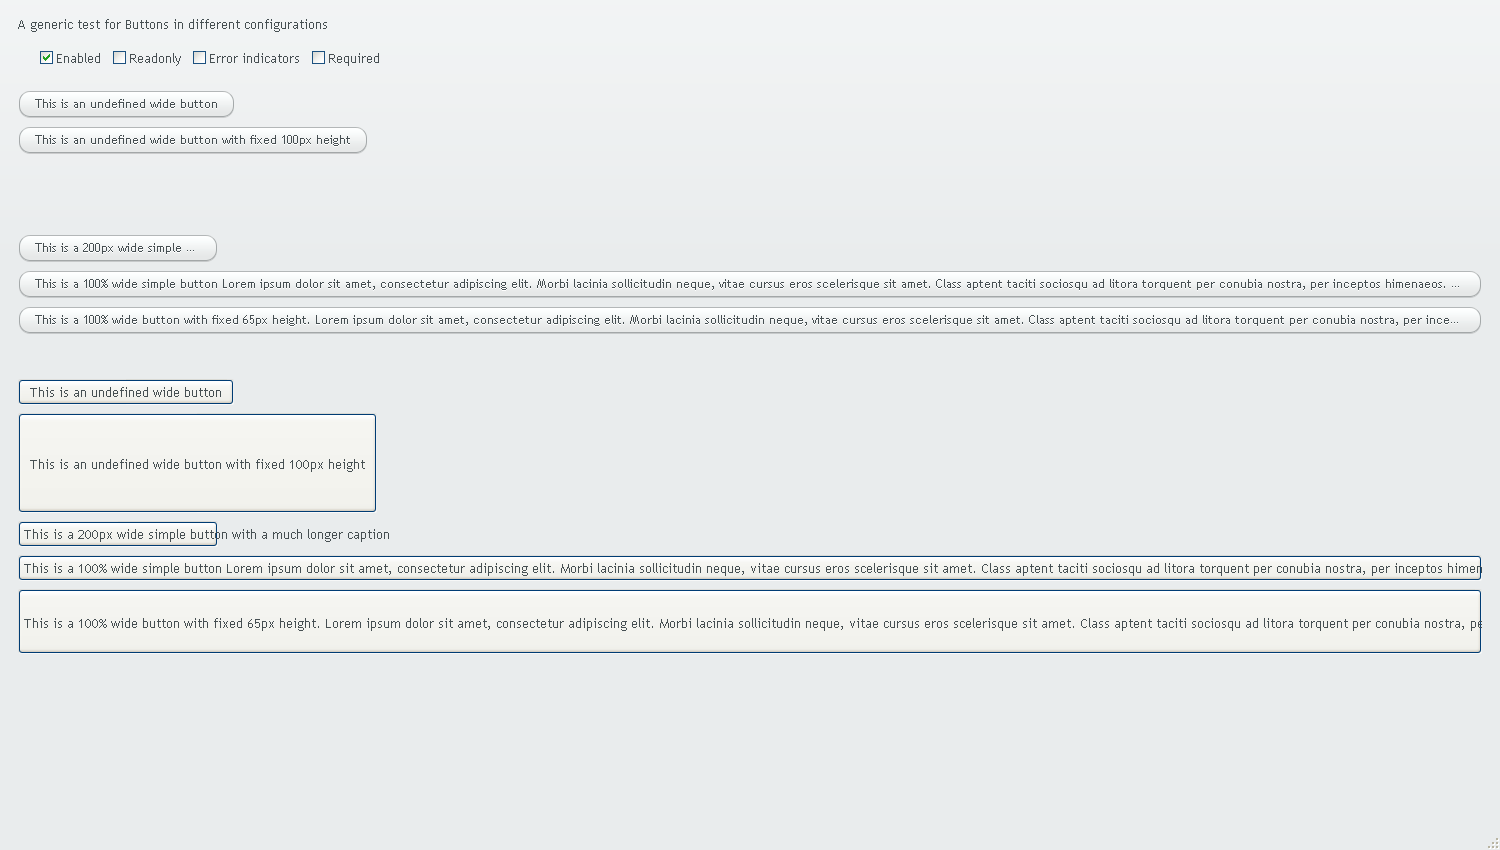 A generic test for Buttons in different configurations
Enabled Readonly Error indicators Required
This is an undefined wide button
This is an undefined wide button with fixed 100px height
This is a 200px wide simple ...
This is a 100% wide simple button Lorem ipsum dolor sit amet, consectetur adipiscing elit. Morbi lacinia sollicitudin neque, vitae cursus eros scelerisque sit amet. Class aptent taciti sociosqu ad litora torquent per conubia nostra, per inceptos himenaeos. ...
This is a 100% wide button with fixed 65px height. Lorem ipsum dolor sit amet, consectetur adipiscing elit. Morbi lacinia sollicitudin neque, vitae cursus eros scelerisque sit amet. Class aptent taciti sociosqu ad litora torquent per conubia nostra, per ince...
This is an undefined wide button
This is an undefined wide button with fixed 100px height
This is a 200px wide simple button with a much longer caption
This is a 100% wide simple button Lorem ipsum dolor sit amet, consectetur adipiscing elit. Morbi lacinia sollicitudin neque, vitae cursus eros scelerisque sit amet. Class aptent taciti sociosqu ad litora torquent per conubia nostra, per inceptos himen
This is a 100% wide button with fixed 65px height. Lorem ipsum dolor sit amet, consectetur adipiscing elit. Morbi lacinia sollicitudin neque, vitae cursus eros scelerisque sit amet. Class aptent taciti sociosqu ad litora torquent per conubia nostra, pe